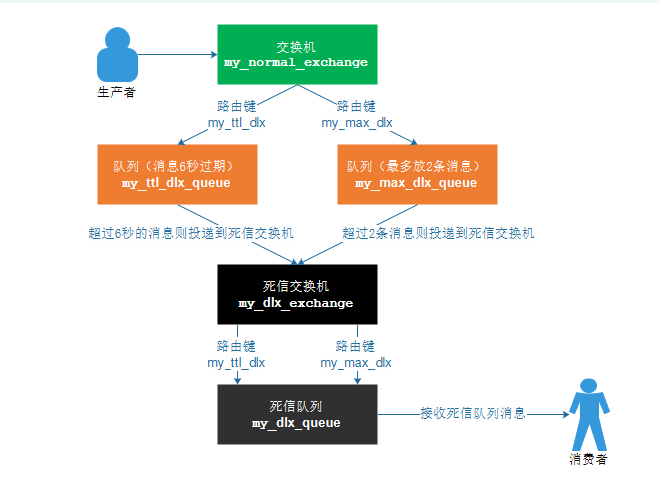 交换机
my_normal_exchange
生产者
路由键
my_ttl_dlx
路由键
my_max_dlx
队列（消息6秒过期）
my_ttl_dlx_queue
队列（最多放2条消息）
my_max_dlx_queue
超过6秒的消息则投递到死信交换机
超过2条消息则投递到死信交换机
死信交换机
my_dlx_exchange
路由键
my_ttl_dlx
路由键
my_max_dlx
死信队列
my_dlx_queue
接收死信队列消息
消费者